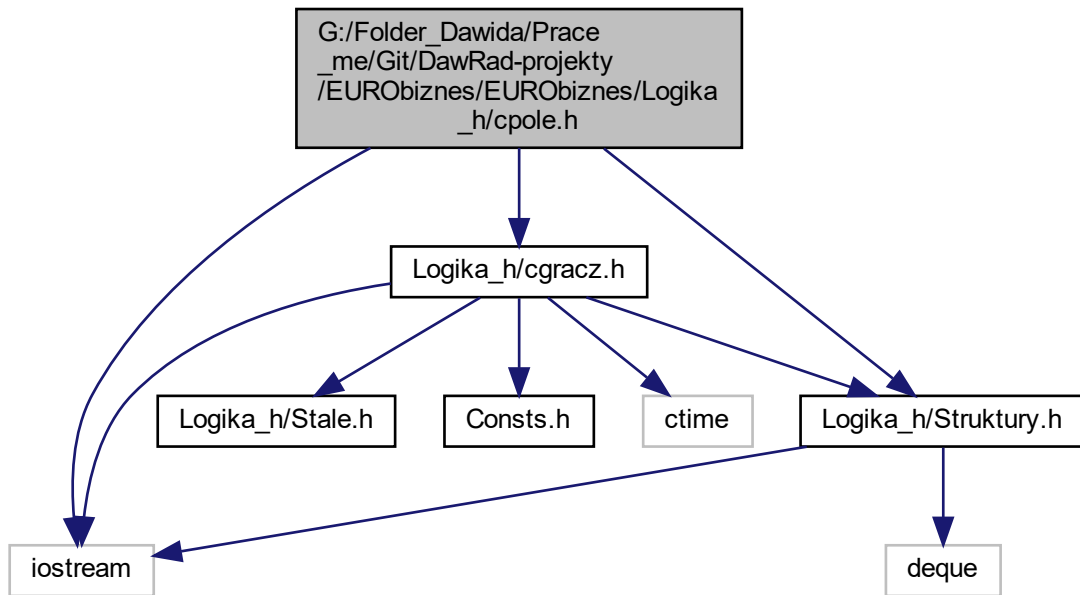 G:/Folder_Dawida/Prace
_me/Git/DawRad-projekty
/EURObiznes/EURObiznes/Logika
_h/cpole.h
Logika_h/cgracz.h
Logika_h/Stale.h
Consts.h
ctime
Logika_h/Struktury.h
iostream
deque